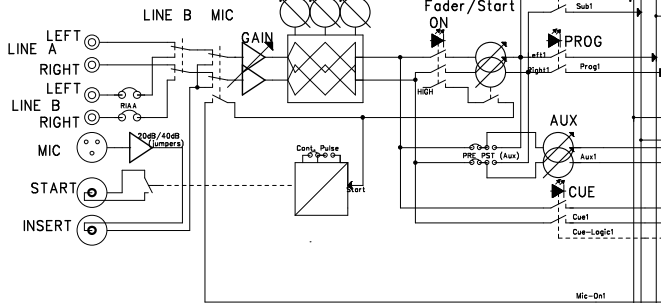 Fader/Start
ON
Sub1
LINE B MIC
GAIN
LEFT
LINE A
RIGHT
PROG
Left1
Right1
Prog1
LEFT
HIGH
RIAA
LINE B
RIGHT
AUX
20dB/40dB
(jumpers)
MIC
Cont. Pulse
PRE PST (Aux)
Aux1
START
Start
CUE
INSERT
Cue1
Cue-Logic1
Mic-On1